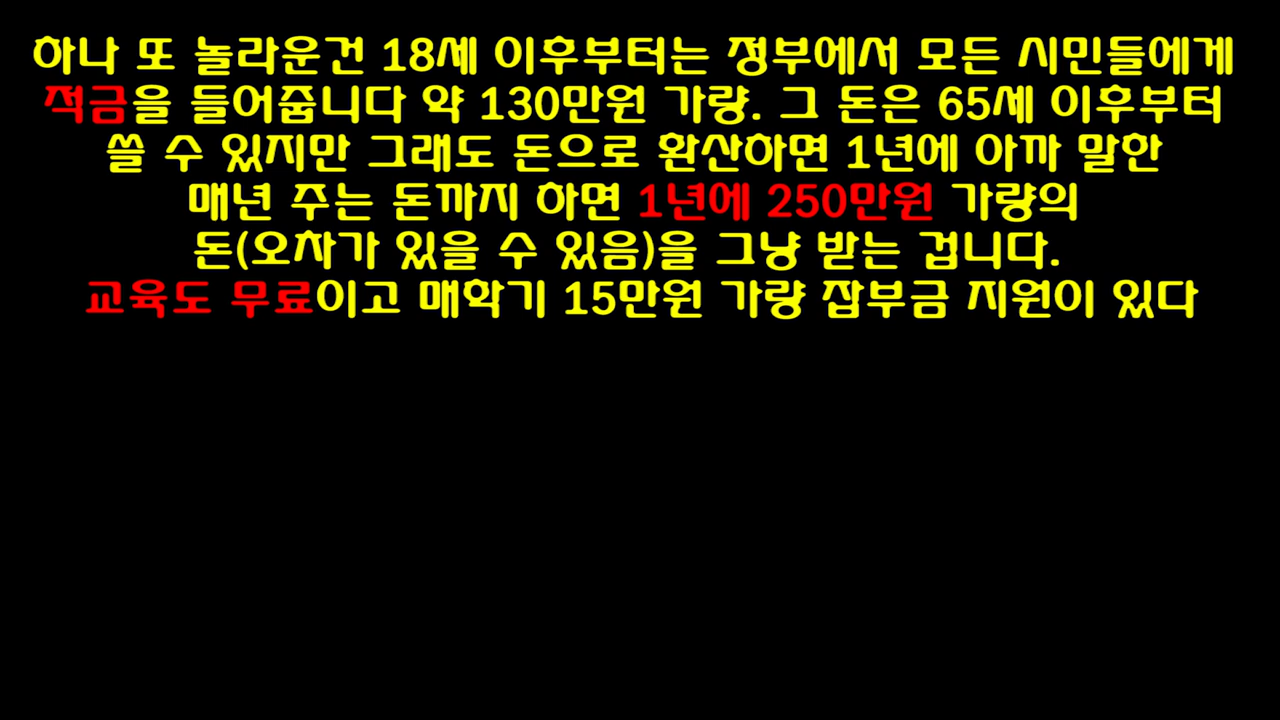 하나 또 놀라운건 18세 이후부터는 정부에서 모든 시민들에게
적금을 들어줍니다 약 130만원 가량. 그 돈은 65세 이후부터
쓸 수 있지만 그래도 돈으로 환산하면 1년에 아까 말한
매년 주는 돈까지 하면 1년에 250만원 가량의
돈(오차가 있을 수 있음)을 그냥 받는 겁니다.
교육도 무료이고 매학기 15만원 가량 잡부금 지원이 있다